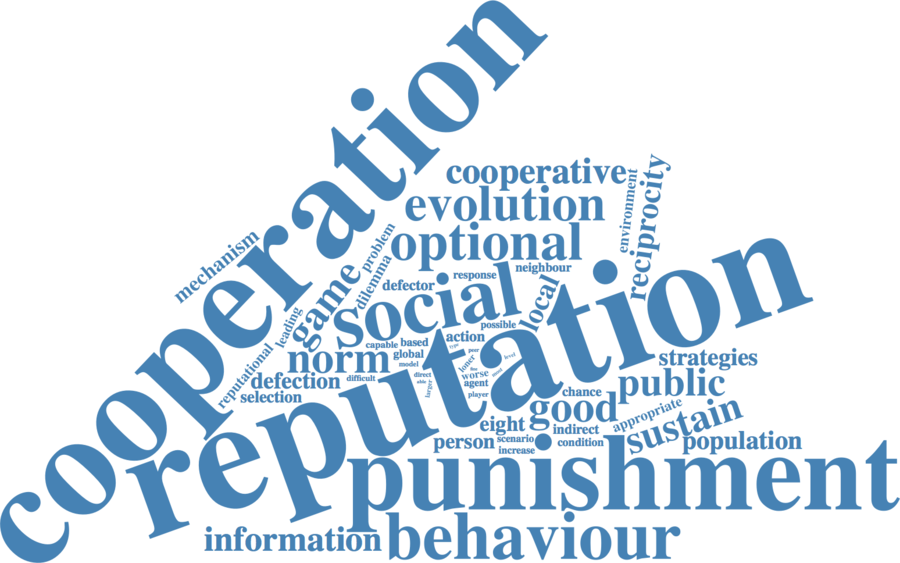 cooperation
cooperative
evolution
optional
environment
reciprocity
mechanism
problem
dilemma
game
defector
response
neighbour
social
local
possible
leading
reputational
norm
capable
based
action
type
global
model
reputation
strategies
defection
difficult
selection
direct
able
larger
loner
worse
agent
player
level
chance
public
good
eight
indirect
appropriate
sustain
person
scenario
increase
condition
population
punishment
information
behaviour